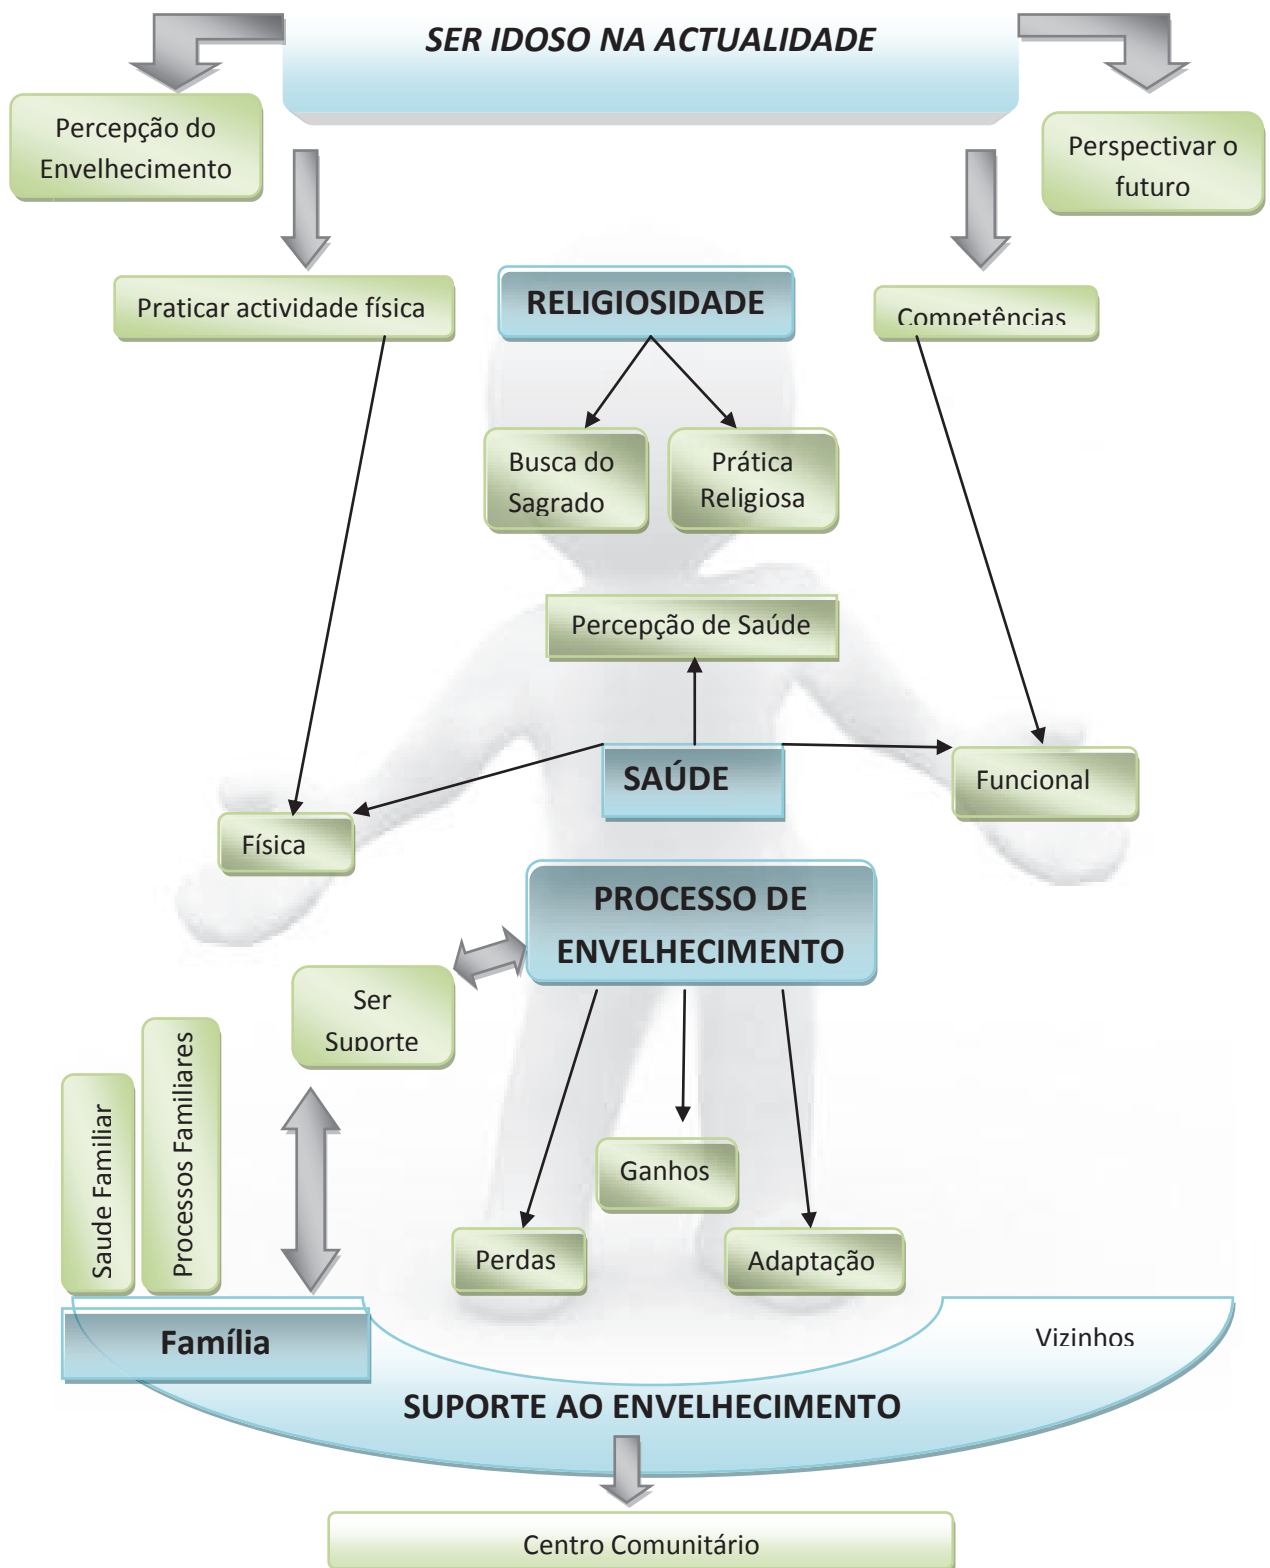 SER IDOSO NA ACTUALIDADE
Percepção do
Envelhecimento
Perspectivar o
futuro
Praticar actividade física
RELIGIOSIDADE
Competências
Busca do
Sagrado
Prática
Religiosa
Percepção de Saúde
SAÚDE
Funcional
Física
PROCESSO DE
ENVELHECIMENTO
Ser
Suporte
Saude Familiar
Processos Familiares
Ganhos
Perdas
Adaptação
Família
Vizinhos
SUPORTE AO ENVELHECIMENTO
Centro Comunitário